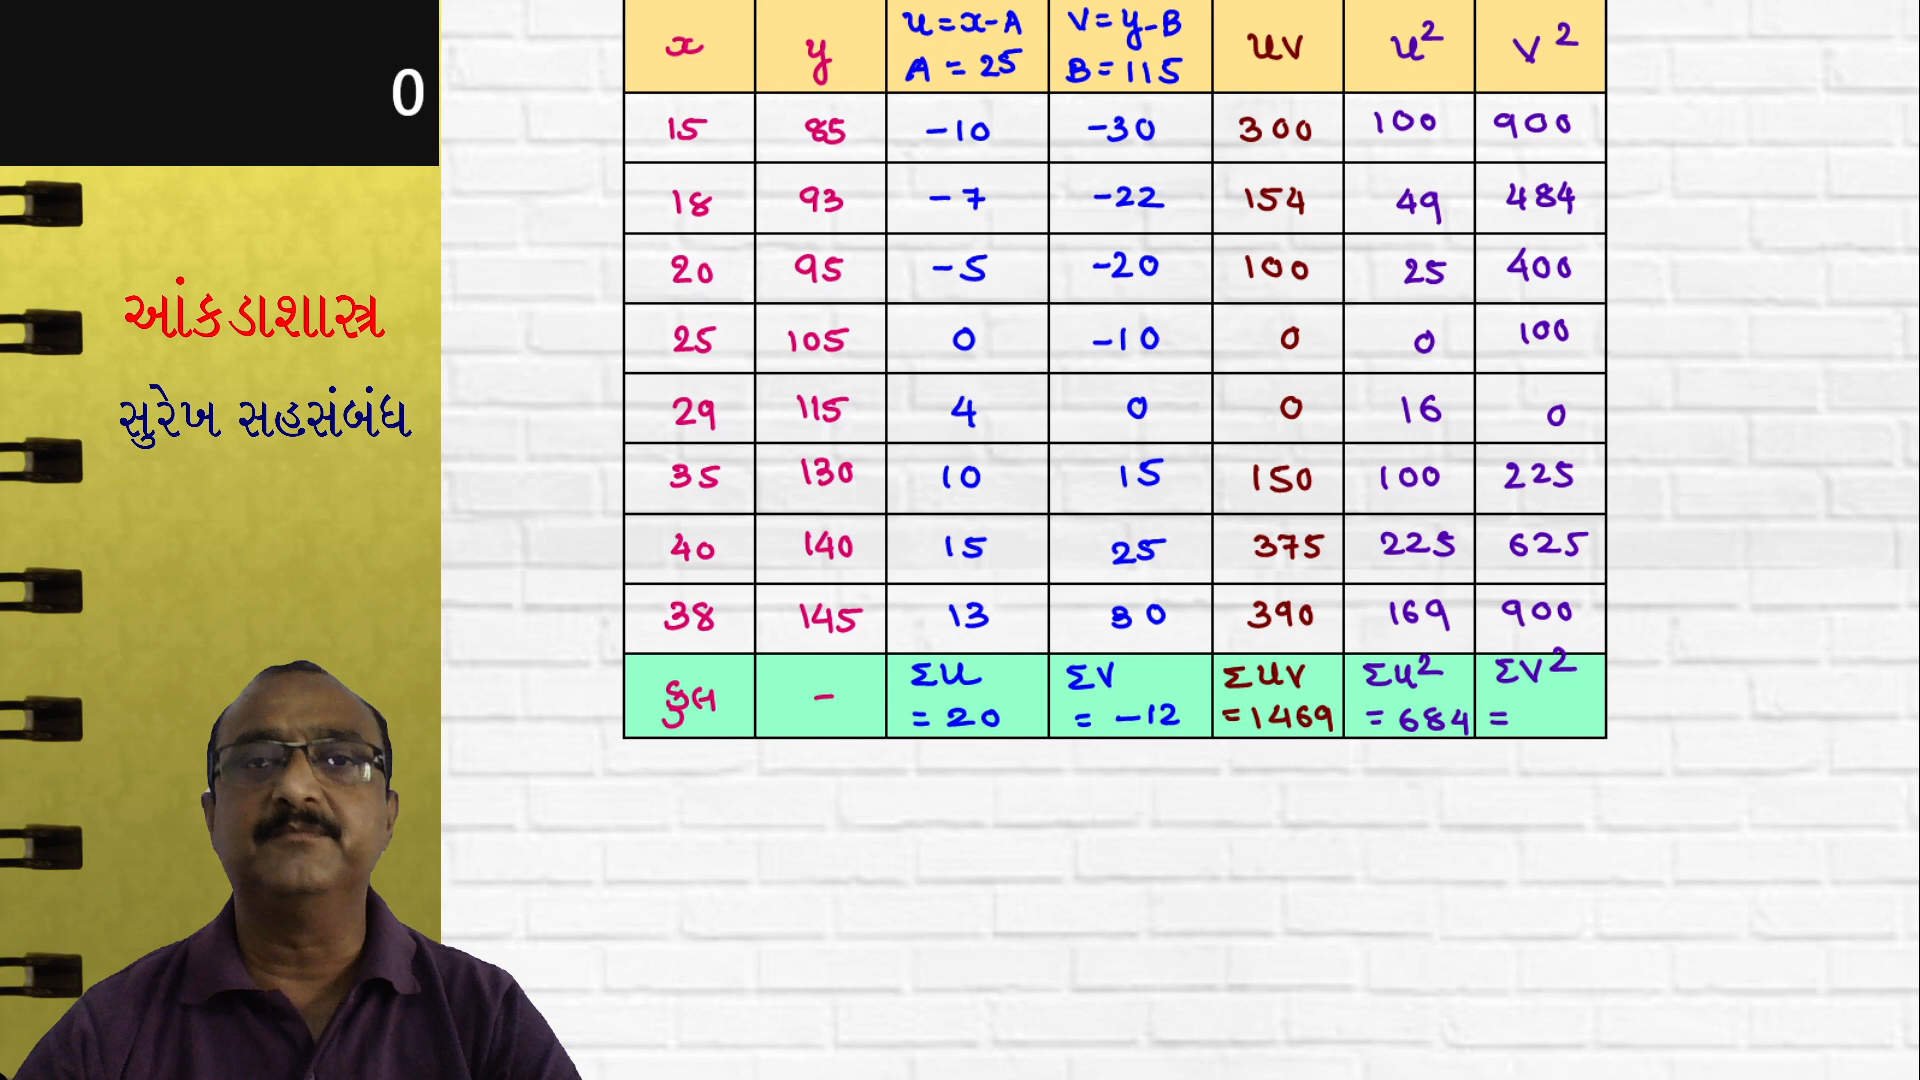 0
આંકડાશાસ્ત્ર
સુરેખ સહસંબંધ
x y u=x-A A = 25 V=y-B B=115 uv u² v²
15 85 -10 -30 300 100 900
18 93 -7 -22 154 49 484
20 95 -5 -20 100 25 400
25 105 0 -10 0 0 100
29 115 4 0 0 16 0
35 130 10 15 150 100 225
40 140 15 25 375 225 625
38 145 13 30 390 169 900
કુલ - Σu = 20 Σv = -12 Σuv =1469 Σu² = 684 Σv² =